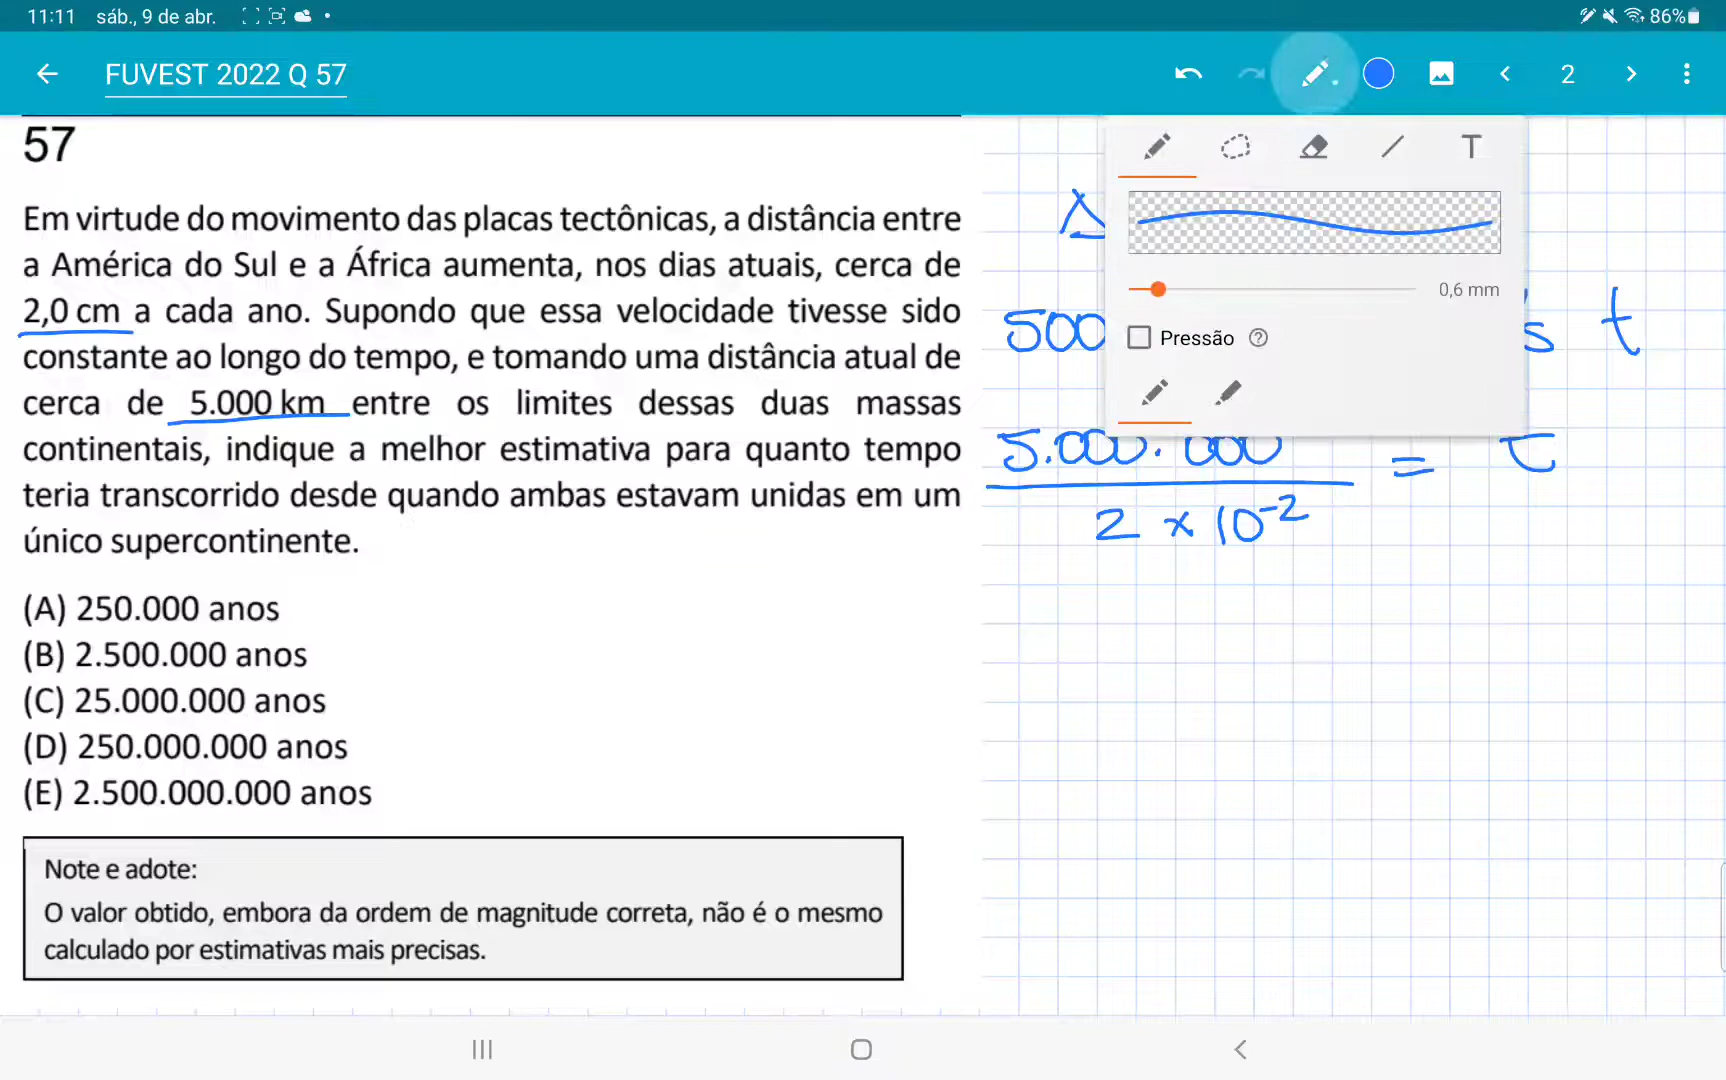 11:11 sáb., 9 de abr.
86%
FUVEST 2022 Q 57
2
57
Em virtude do movimento das placas tectônicas, a distância entre
a América do Sul e a África aumenta, nos dias atuais, cerca de
2,0 cm a cada ano. Supondo que essa velocidade tivesse sido
constante ao longo do tempo, e tomando uma distância atual de
cerca de 5.000 km entre os limites dessas duas massas
continentais, indique a melhor estimativa para quanto tempo
teria transcorrido desde quando ambas estavam unidas em um
único supercontinente.
(A) 250.000 anos
(B) 2.500.000 anos
(C) 25.000.000 anos
(D) 250.000.000 anos
(E) 2.500.000.000 anos
Note e adote:
O valor obtido, embora da ordem de magnitude correta, não é o mesmo
calculado por estimativas mais precisas.
T
0,6 mm
Pressão
Δ
500
s t
5.000.000 =
2 x 10⁻²